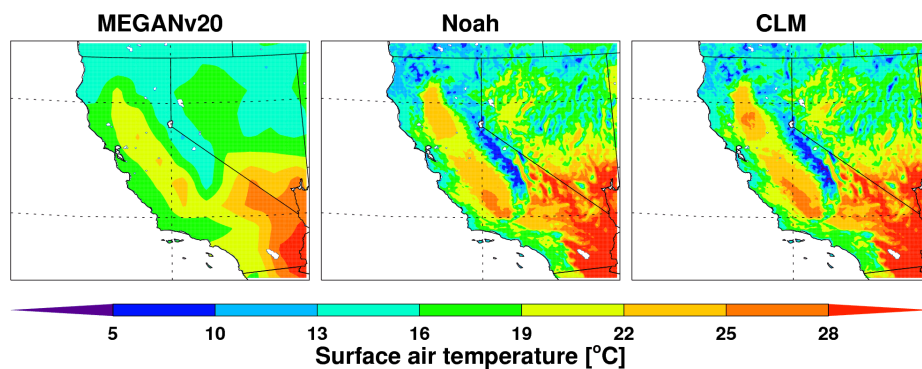 MEGANv20 Noah CLM
5 10 13 16 19 22 25 28
Surface air temperature [°C]